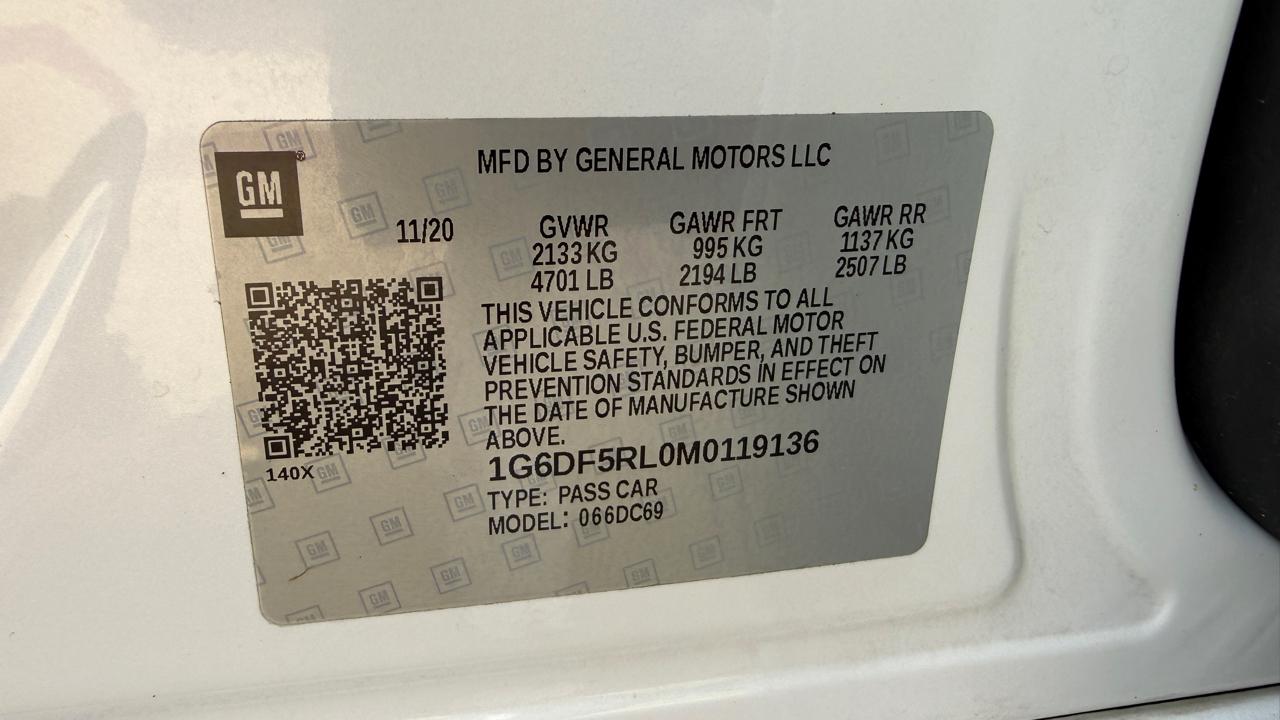 GM
MFD BY GENERAL MOTORS LLC
11/20 GVWR GAWR FRT GAWR RR
2133 KG 995 KG 1137 KG
4701 LB 2194 LB 2507 LB
THIS VEHICLE CONFORMS TO ALL
APPLICABLE U.S. FEDERAL MOTOR
VEHICLE SAFETY, BUMPER, AND THEFT
PREVENTION STANDARDS IN EFFECT ON
THE DATE OF MANUFACTURE SHOWN
ABOVE.
1G6DF5RL0M0119136
140X
TYPE: PASS CAR
MODEL: 066DC69